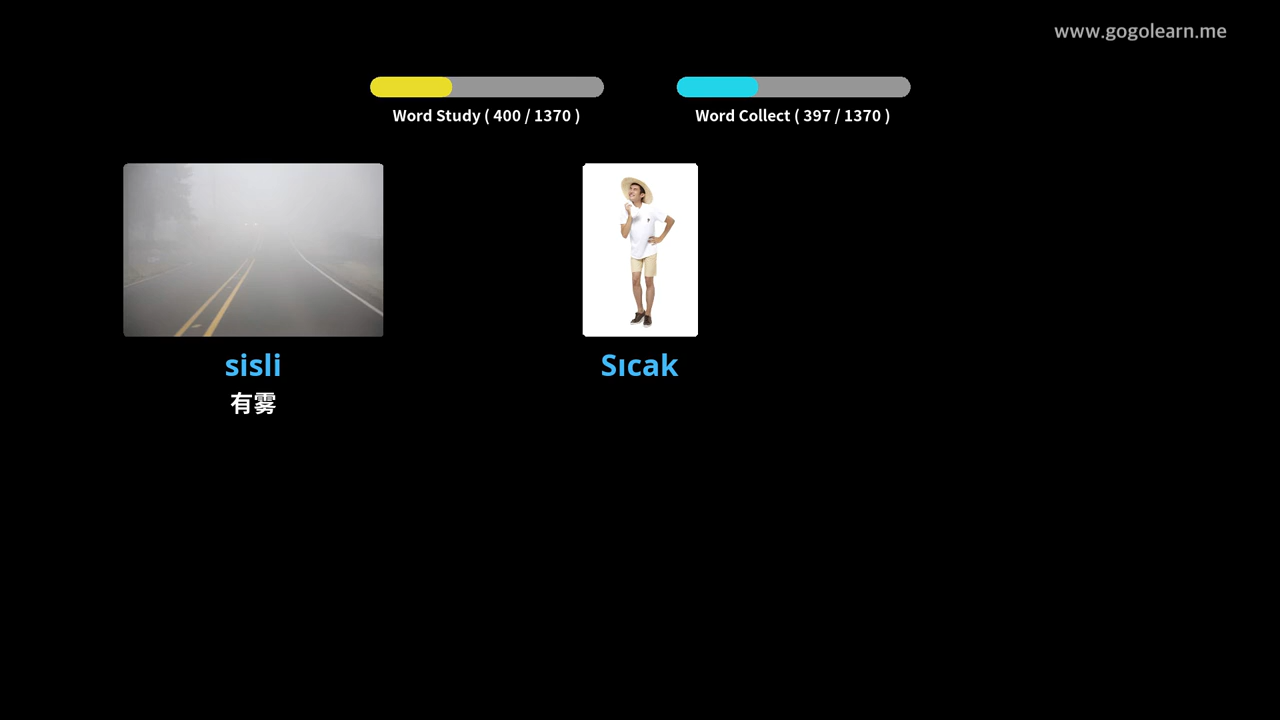 www.gogolearn.me
Word Study ( 400 / 1370 )
Word Collect ( 397 / 1370 )
sisli
有雾
Sıcak